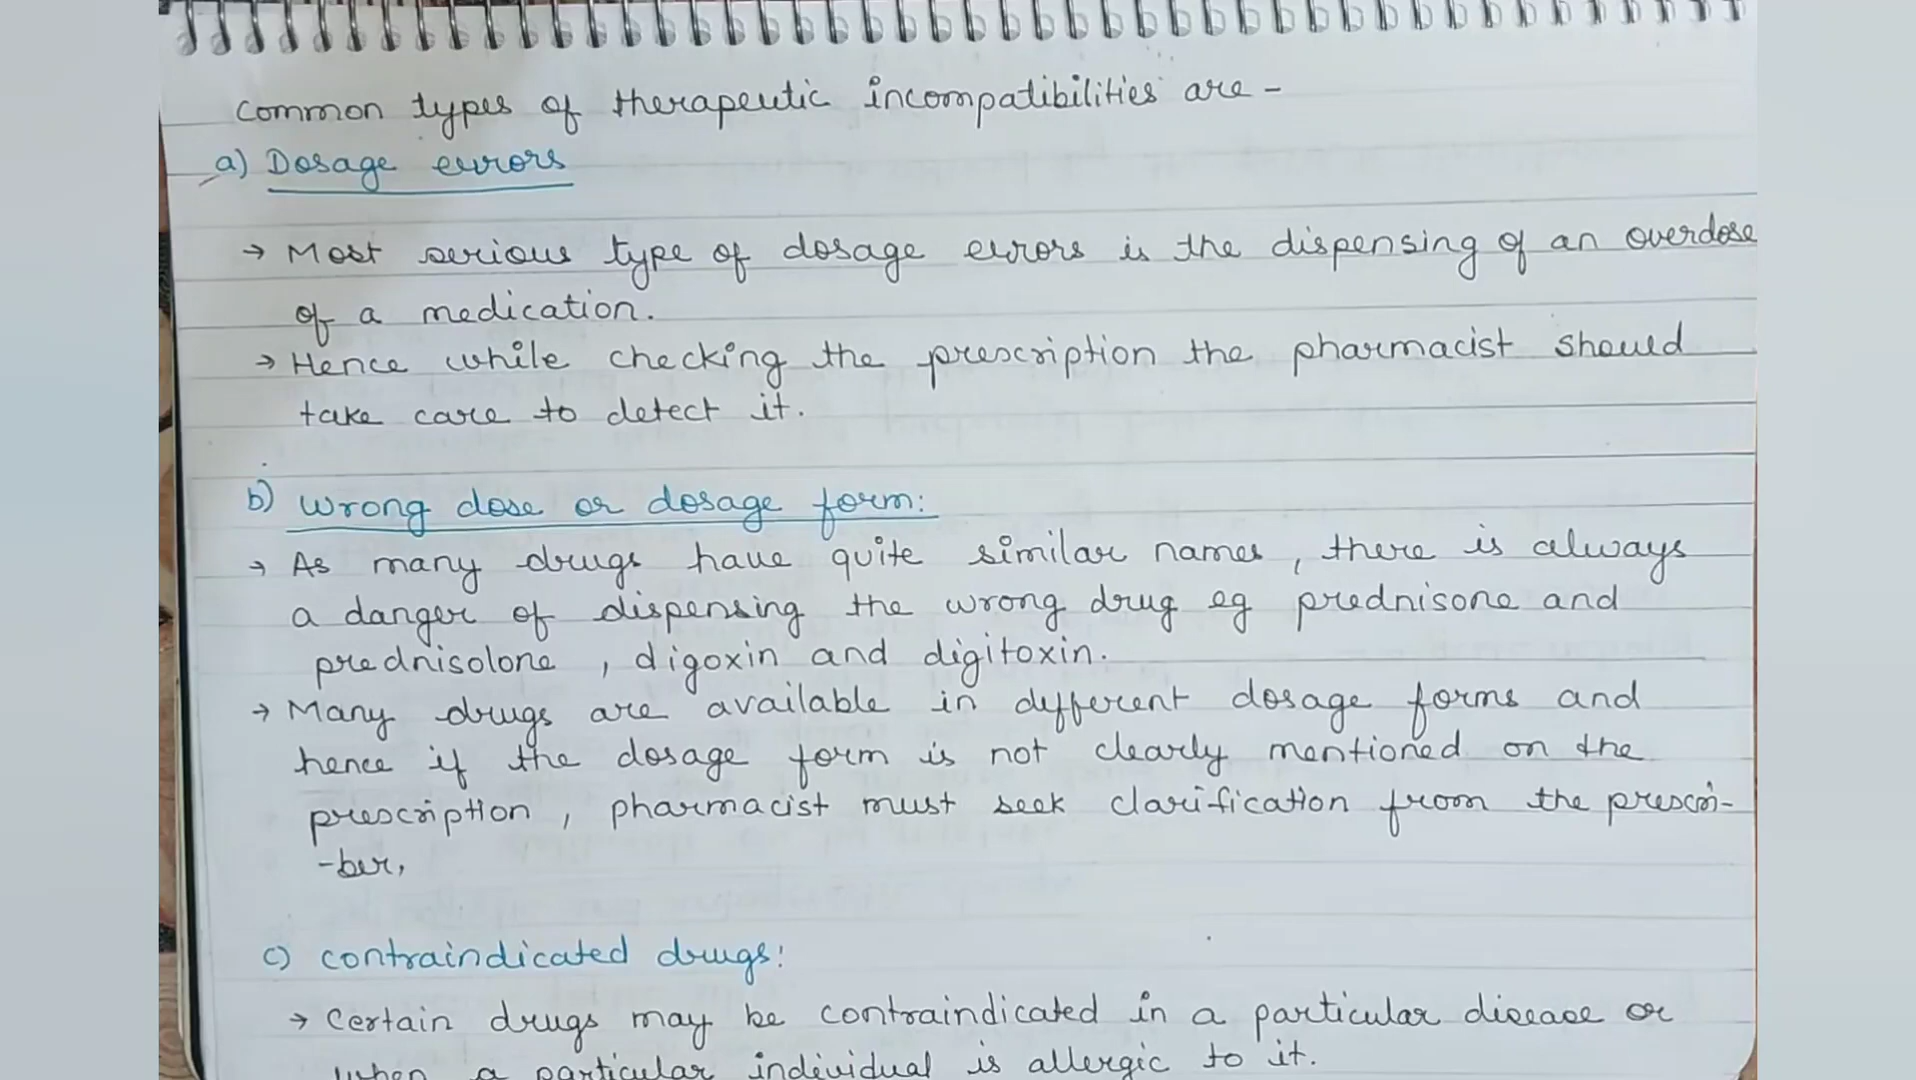 Common types of therapeutic incompatibilities are -
a) Dosage errors
→ Most serious type of dosage errors is the dispensing of an overdose
of a medication.
→ Hence while checking the prescription the pharmacist should
take care to detect it.
b) Wrong dose or dosage form:
→ As many drugs have quite similar names, there is always
a danger of dispensing the wrong drug eg prednisone and
prednisolone, digoxin and digitoxin.
→ Many drugs are available in different dosage forms and
hence if the dosage form is not clearly mentioned on the
prescription, pharmacist must seek clarification from the prescri-
-ber,
c) contraindicated drugs:
→ Certain drugs may be contraindicated in a particular disease or
when a particular individual is allergic to it.